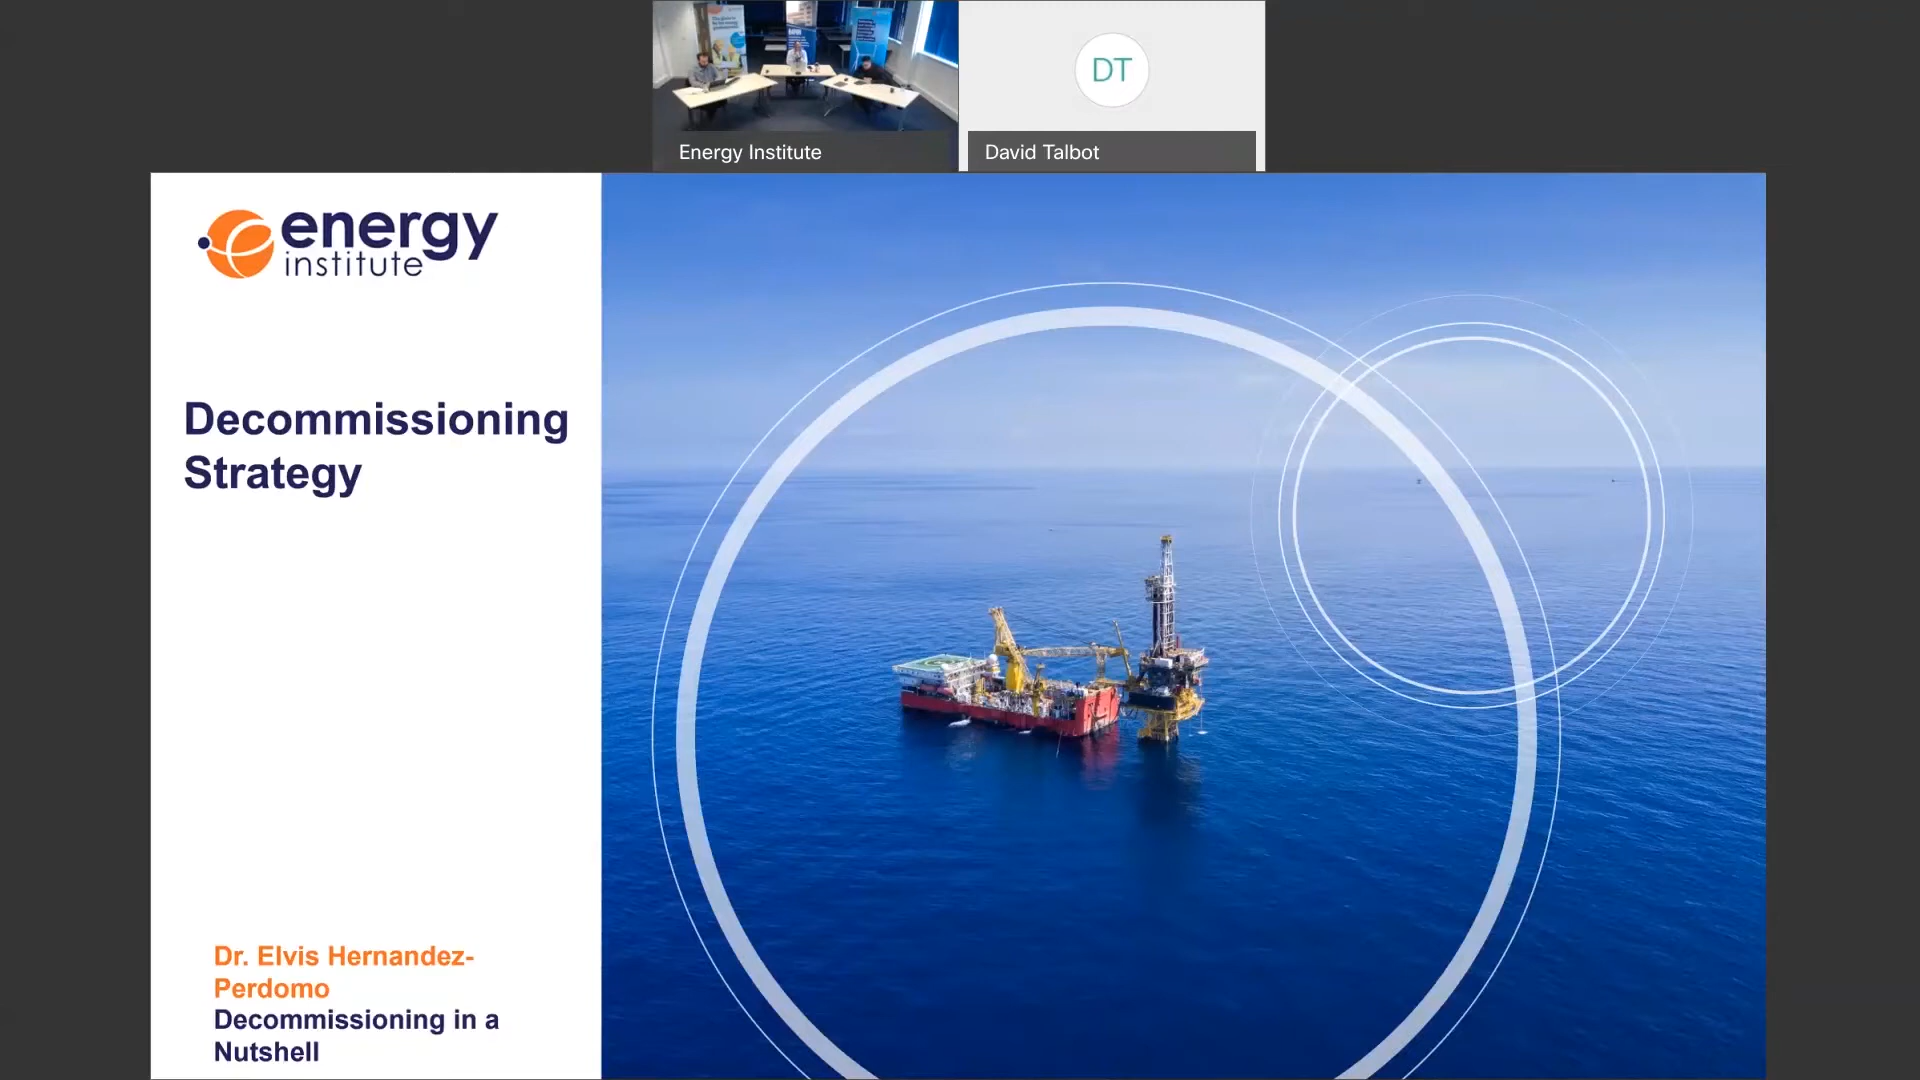 Energy Institute
DT
David Talbot
energy
institute
Decommissioning
Strategy
Dr. Elvis Hernandez-
Perdomo
Decommissioning in a
Nutshell